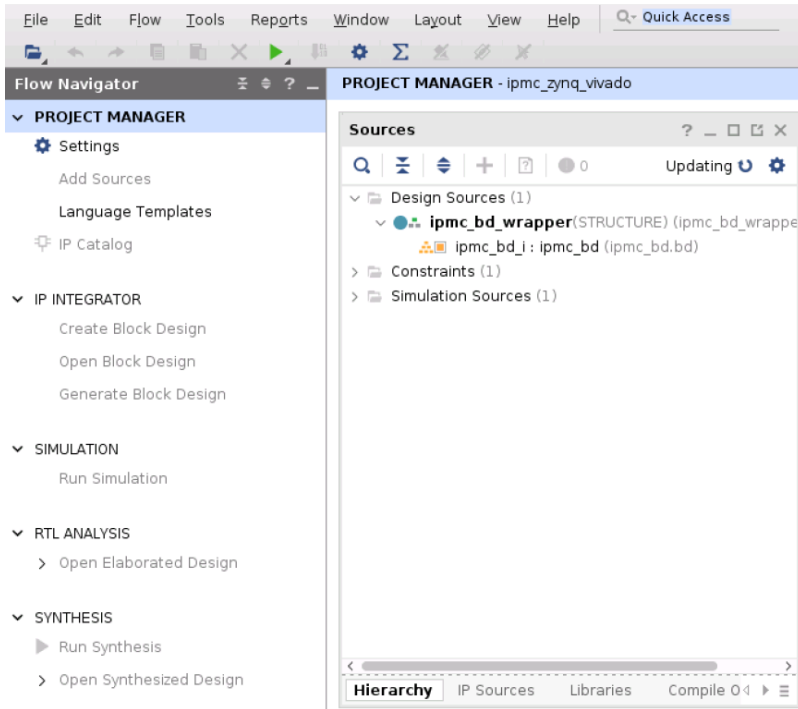 File Edit Flow Tools Reports Window Layout View Help Quick Access
Flow Navigator ?
PROJECT MANAGER - ipmc_zynq_vivado
PROJECT MANAGER
Settings
Add Sources
Language Templates
IP Catalog
IP INTEGRATOR
Create Block Design
Open Block Design
Generate Block Design
SIMULATION
Run Simulation
RTL ANALYSIS
Open Elaborated Design
SYNTHESIS
Run Synthesis
Open Synthesized Design
Sources ?
0 Updating
Design Sources (1)
ipmc_bd_wrapper(STRUCTURE) (ipmc_bd_wrappe
ipmc_bd_i : ipmc_bd (ipmc_bd.bd)
Constraints (1)
Simulation Sources (1)
Hierarchy IP Sources Libraries Compile O